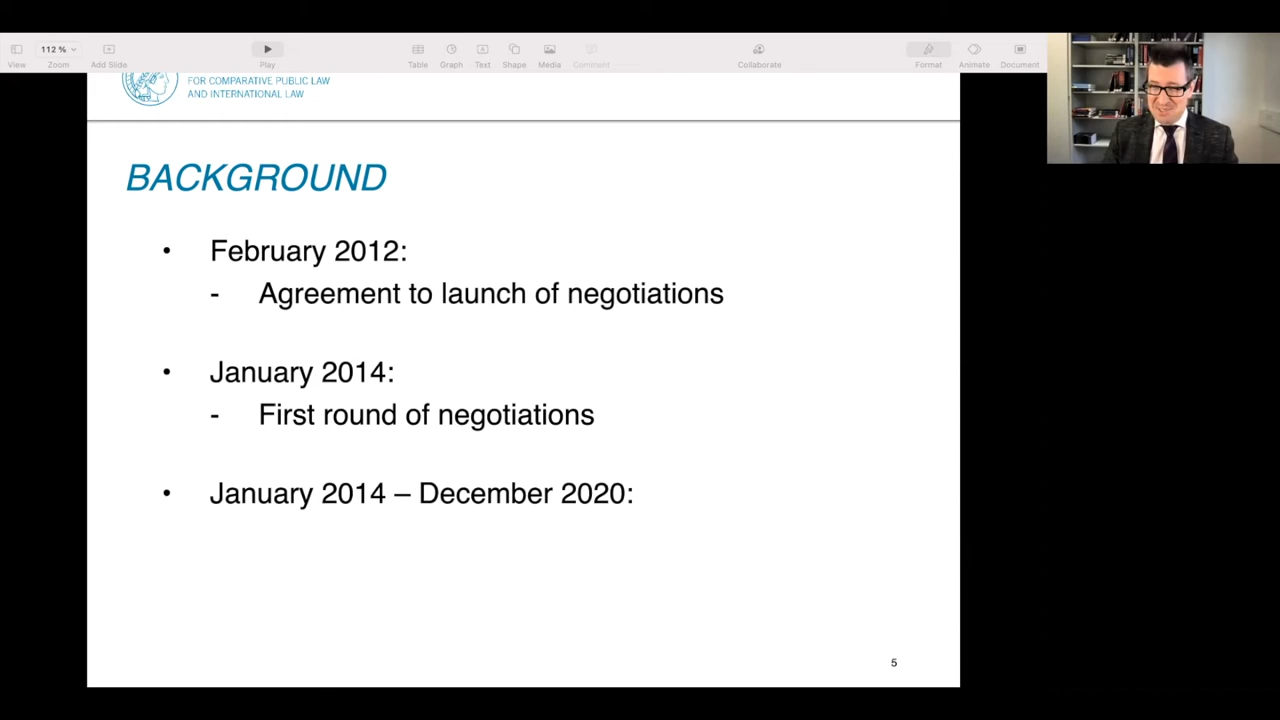 112 %
View
Zoom
Add Slide
Play
Table
Graph
Text
Shape
Media
Comment
Collaborate
Format
Animate
Document
FOR COMPARATIVE PUBLIC LAW
AND INTERNATIONAL LAW
BACKGROUND
• February 2012:
- Agreement to launch of negotiations
• January 2014:
- First round of negotiations
• January 2014 – December 2020:
5